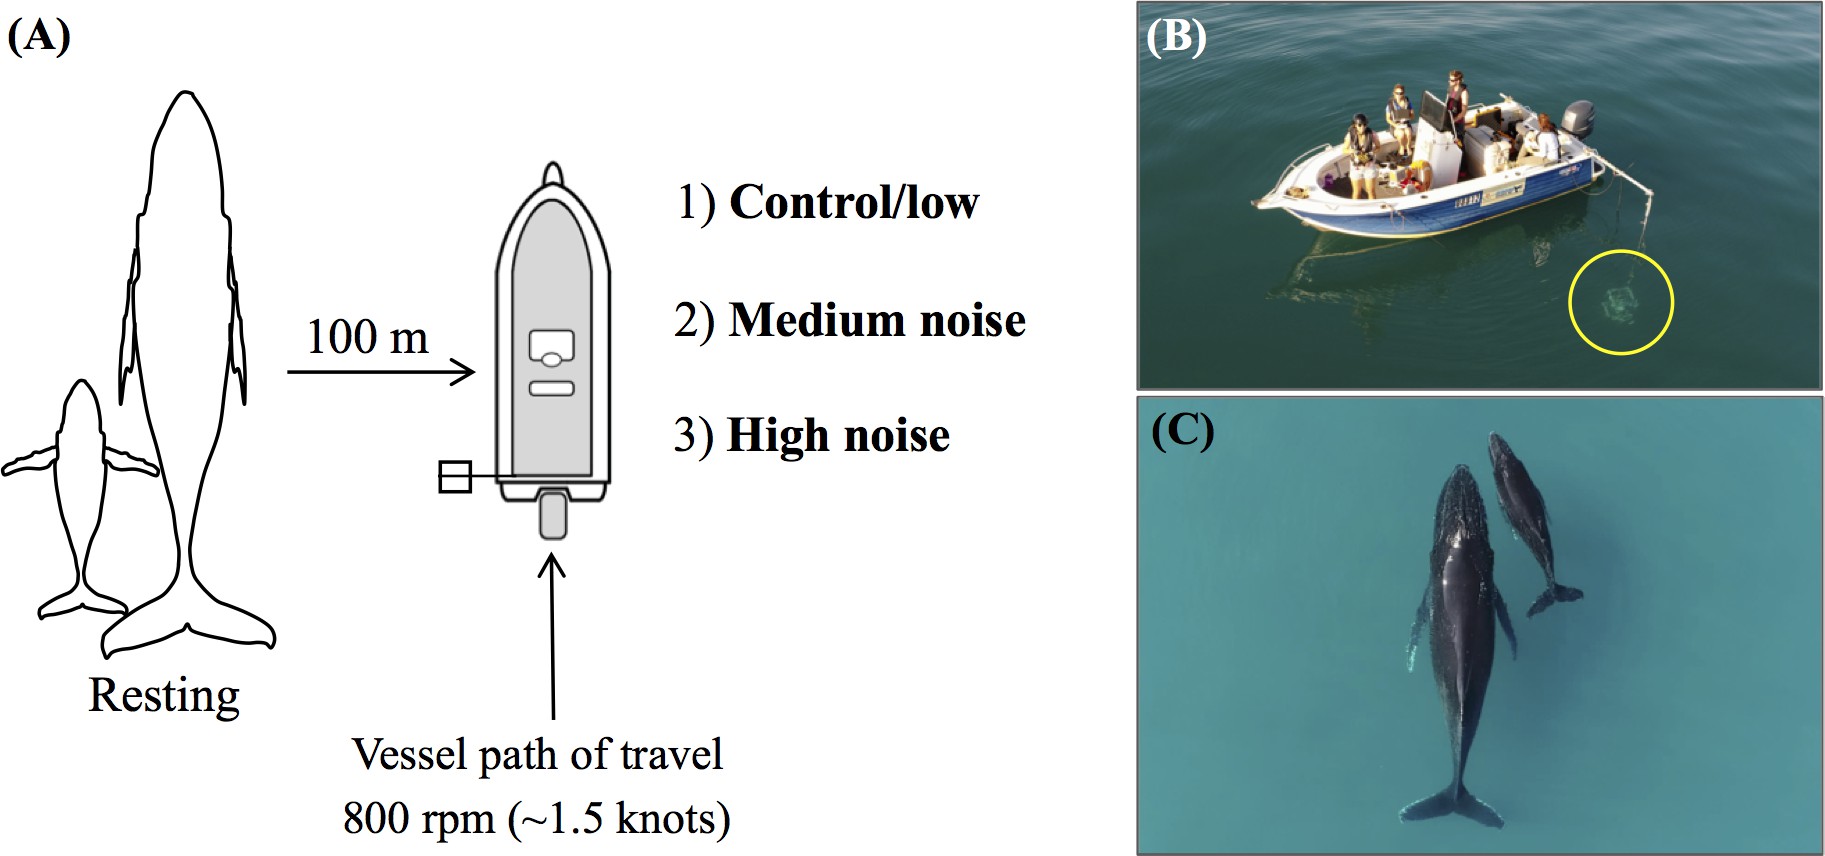 (A)
100 m
1) Control/low
2) Medium noise
3) High noise
Resting
Vessel path of travel
800 rpm (~1.5 knots)
(B)
(C)